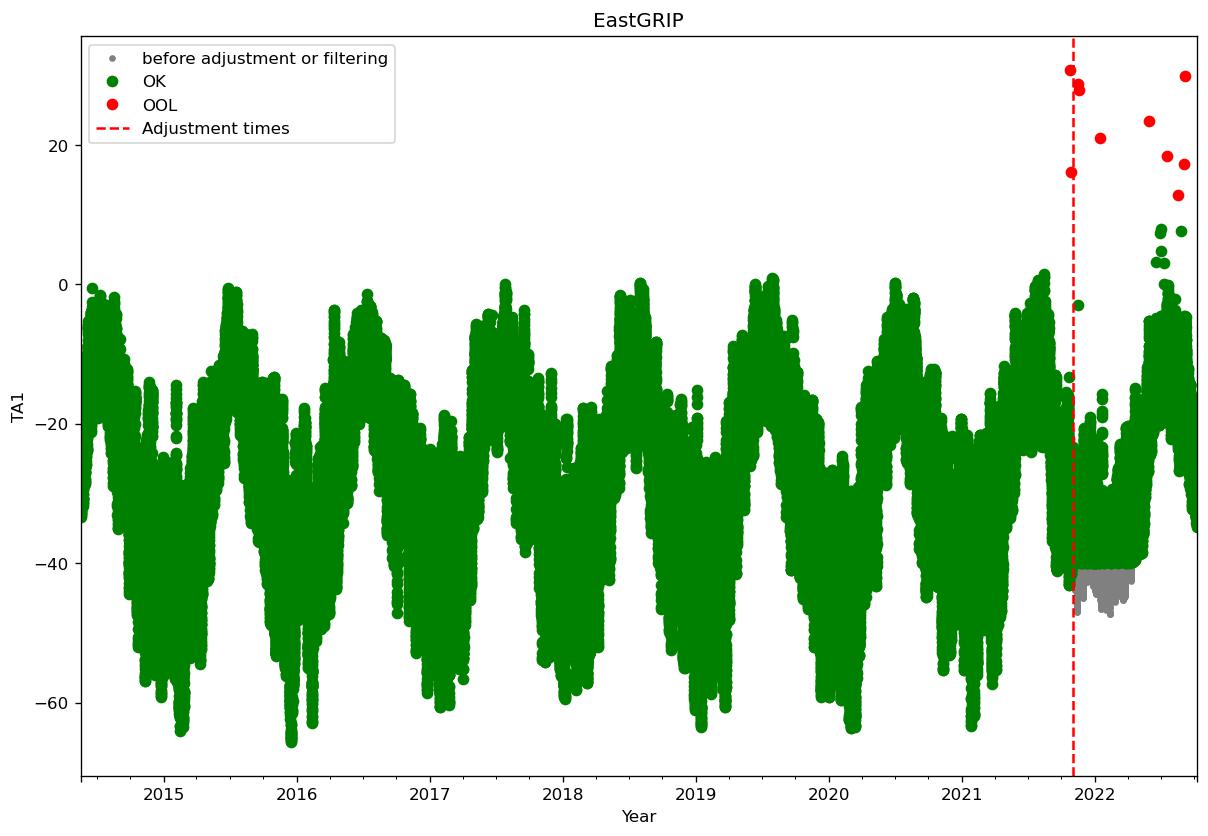 EastGRIP
before adjustment or filtering
OK
OOL
Adjustment times
TA1
20
0
−20
−40
−60
2015 2016 2017 2018 2019 2020 2021 2022
Year